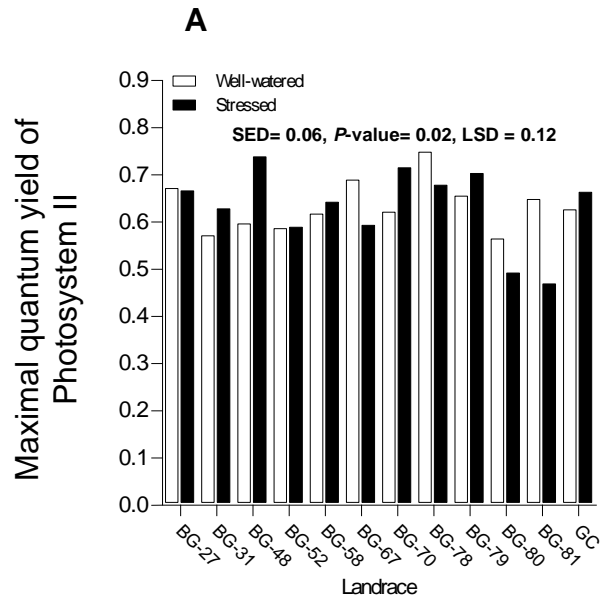 A
Maximal quantum yield of
Photosystem II
0.9
0.8
0.7
0.6
0.5
0.4
0.3
0.2
0.1
0.0
Well-watered
Stressed
SED= 0.06, P-value= 0.02, LSD = 0.12
BG-27
BG-31
BG-48
BG-52
BG-58
BG-67
BG-70
BG-78
BG-79
BG-80
BG-81
GC
Landrace